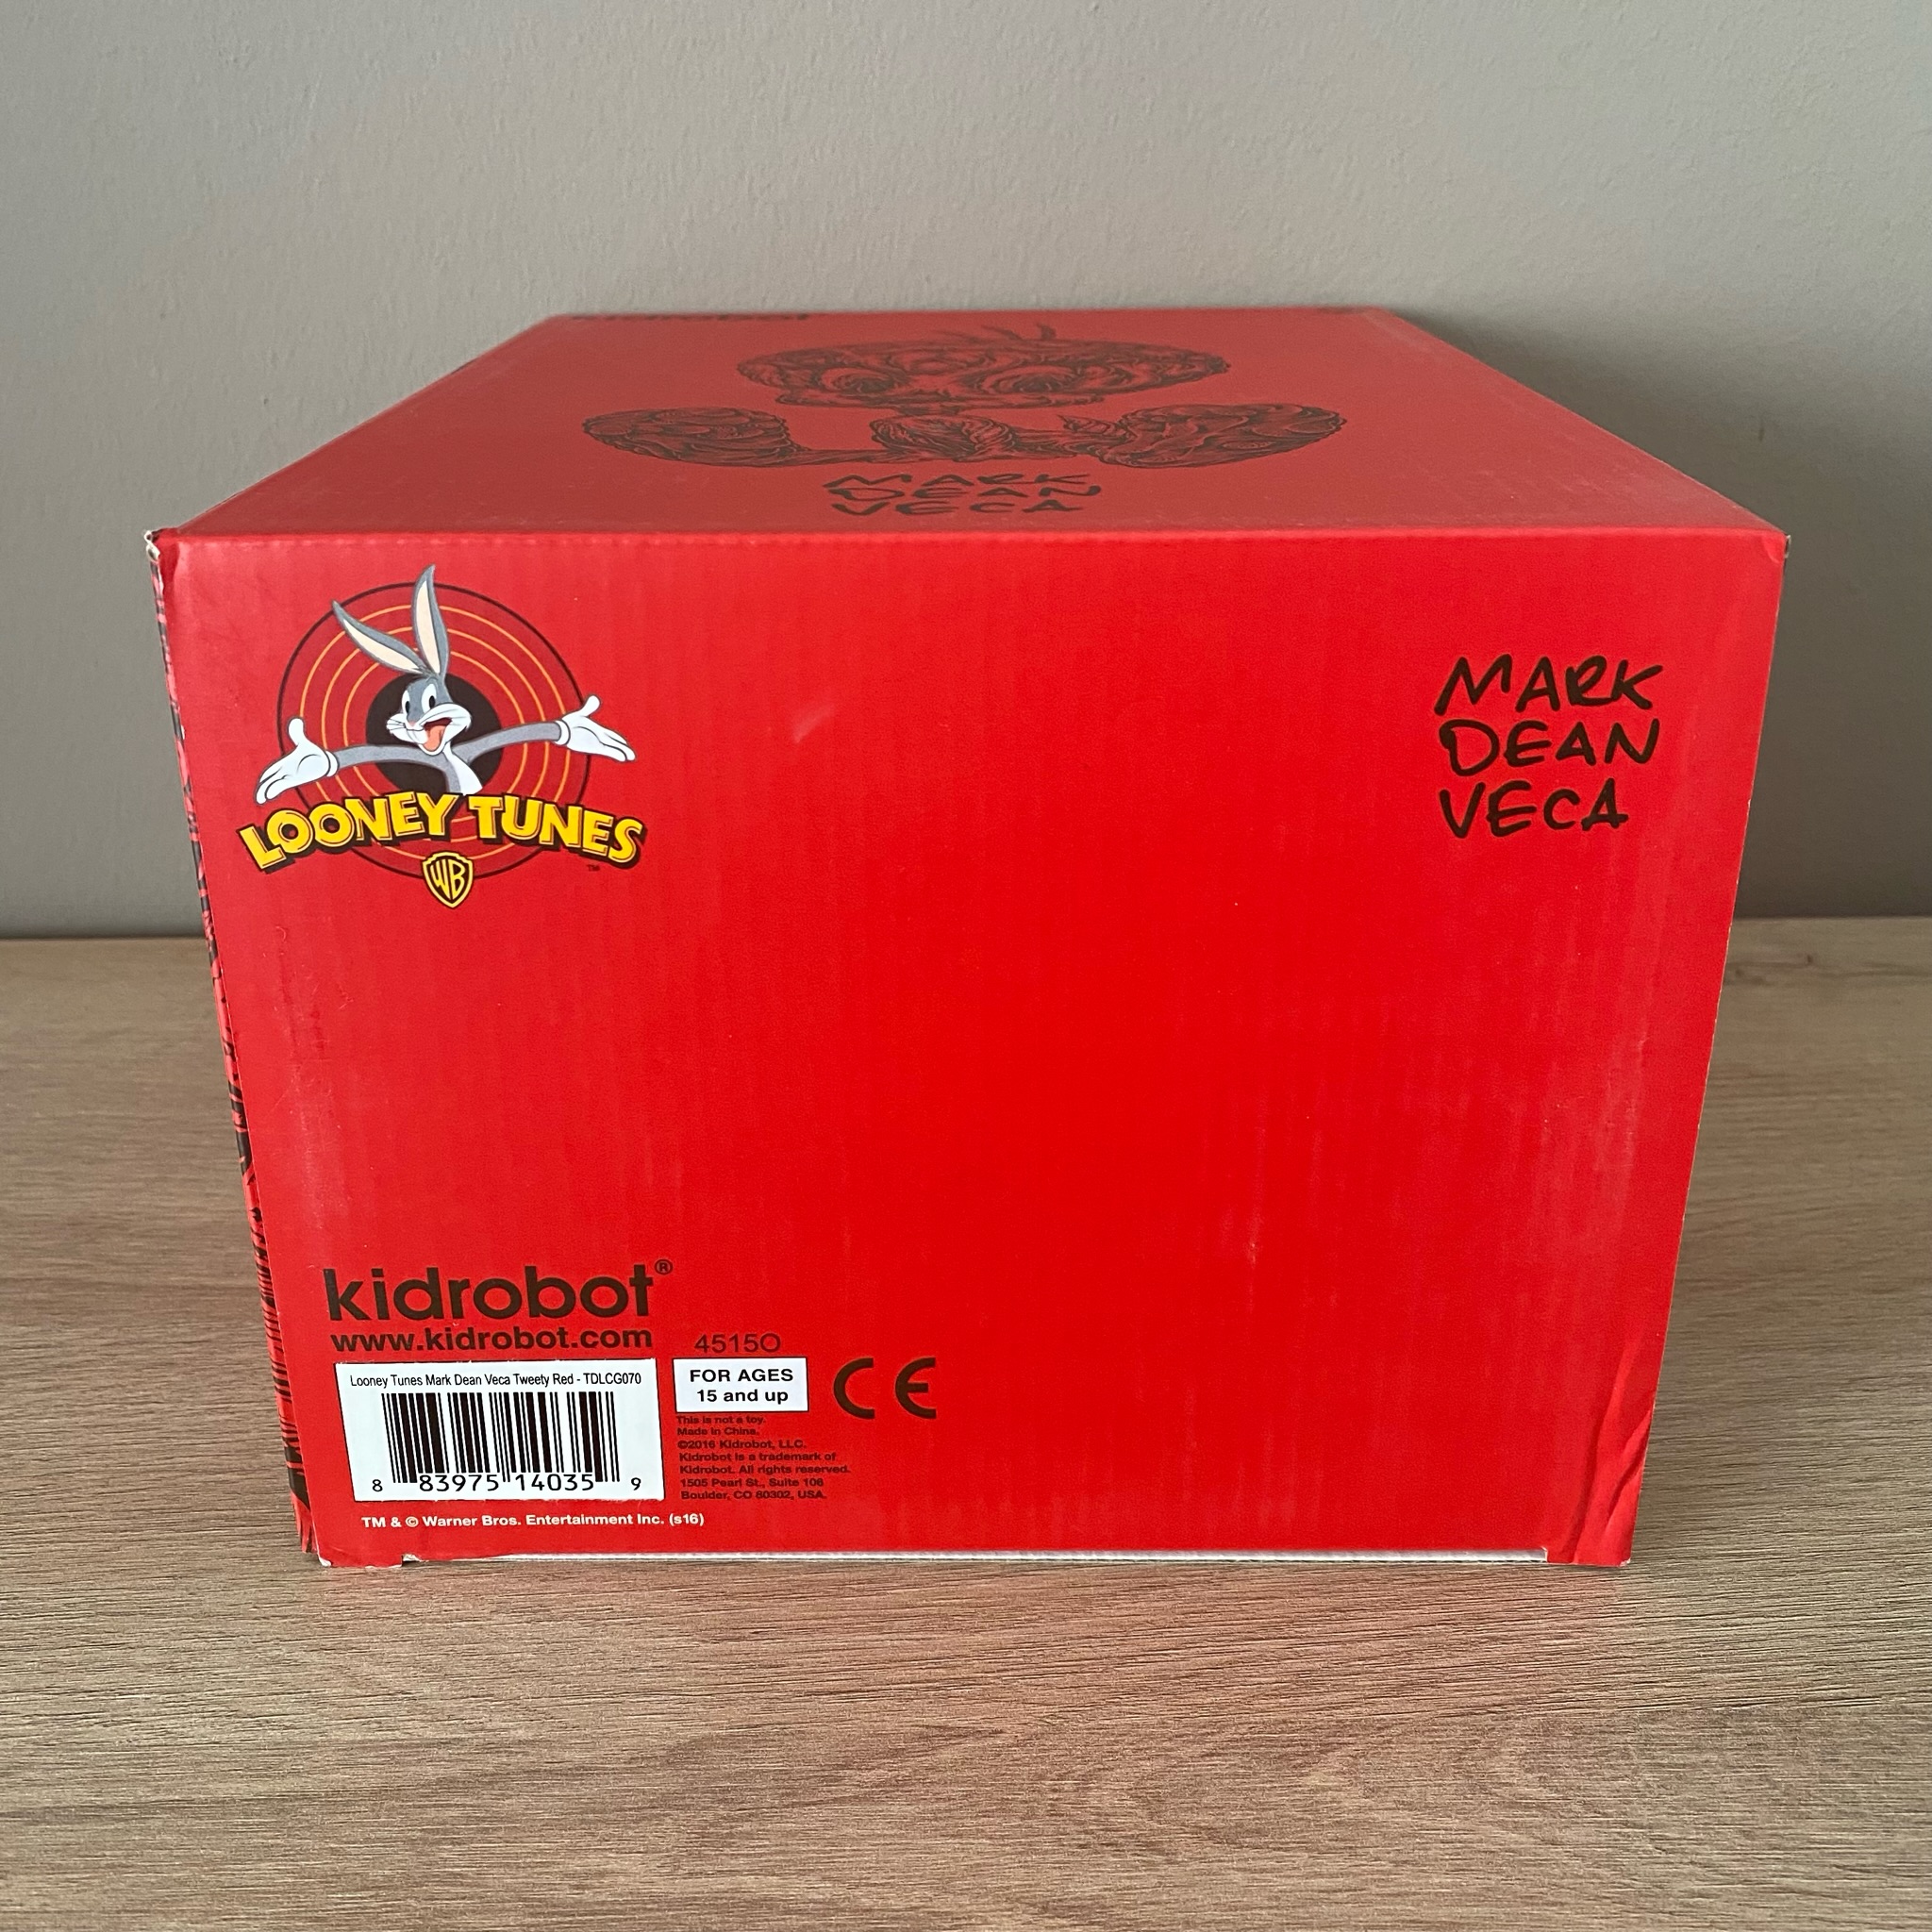 MARK
DEAN
VECA
LOONEY TUNES
WB
TM
MARK
DEAN
VECA
kidrobot®
www.kidrobot.com
45150
Looney Tunes Mark Dean Veca Tweety Red - TDLCG070
8 83975 14035 9
FOR AGES
15 and up
CE
This is not a toy.
Made in China.
©2016 Kidrobot, LLC.
Kidrobot is a trademark of
Kidrobot. All rights reserved.
1505 Pearl St., Suite 106
Boulder, CO 80302, USA.
TM & © Warner Bros. Entertainment Inc. (s16)